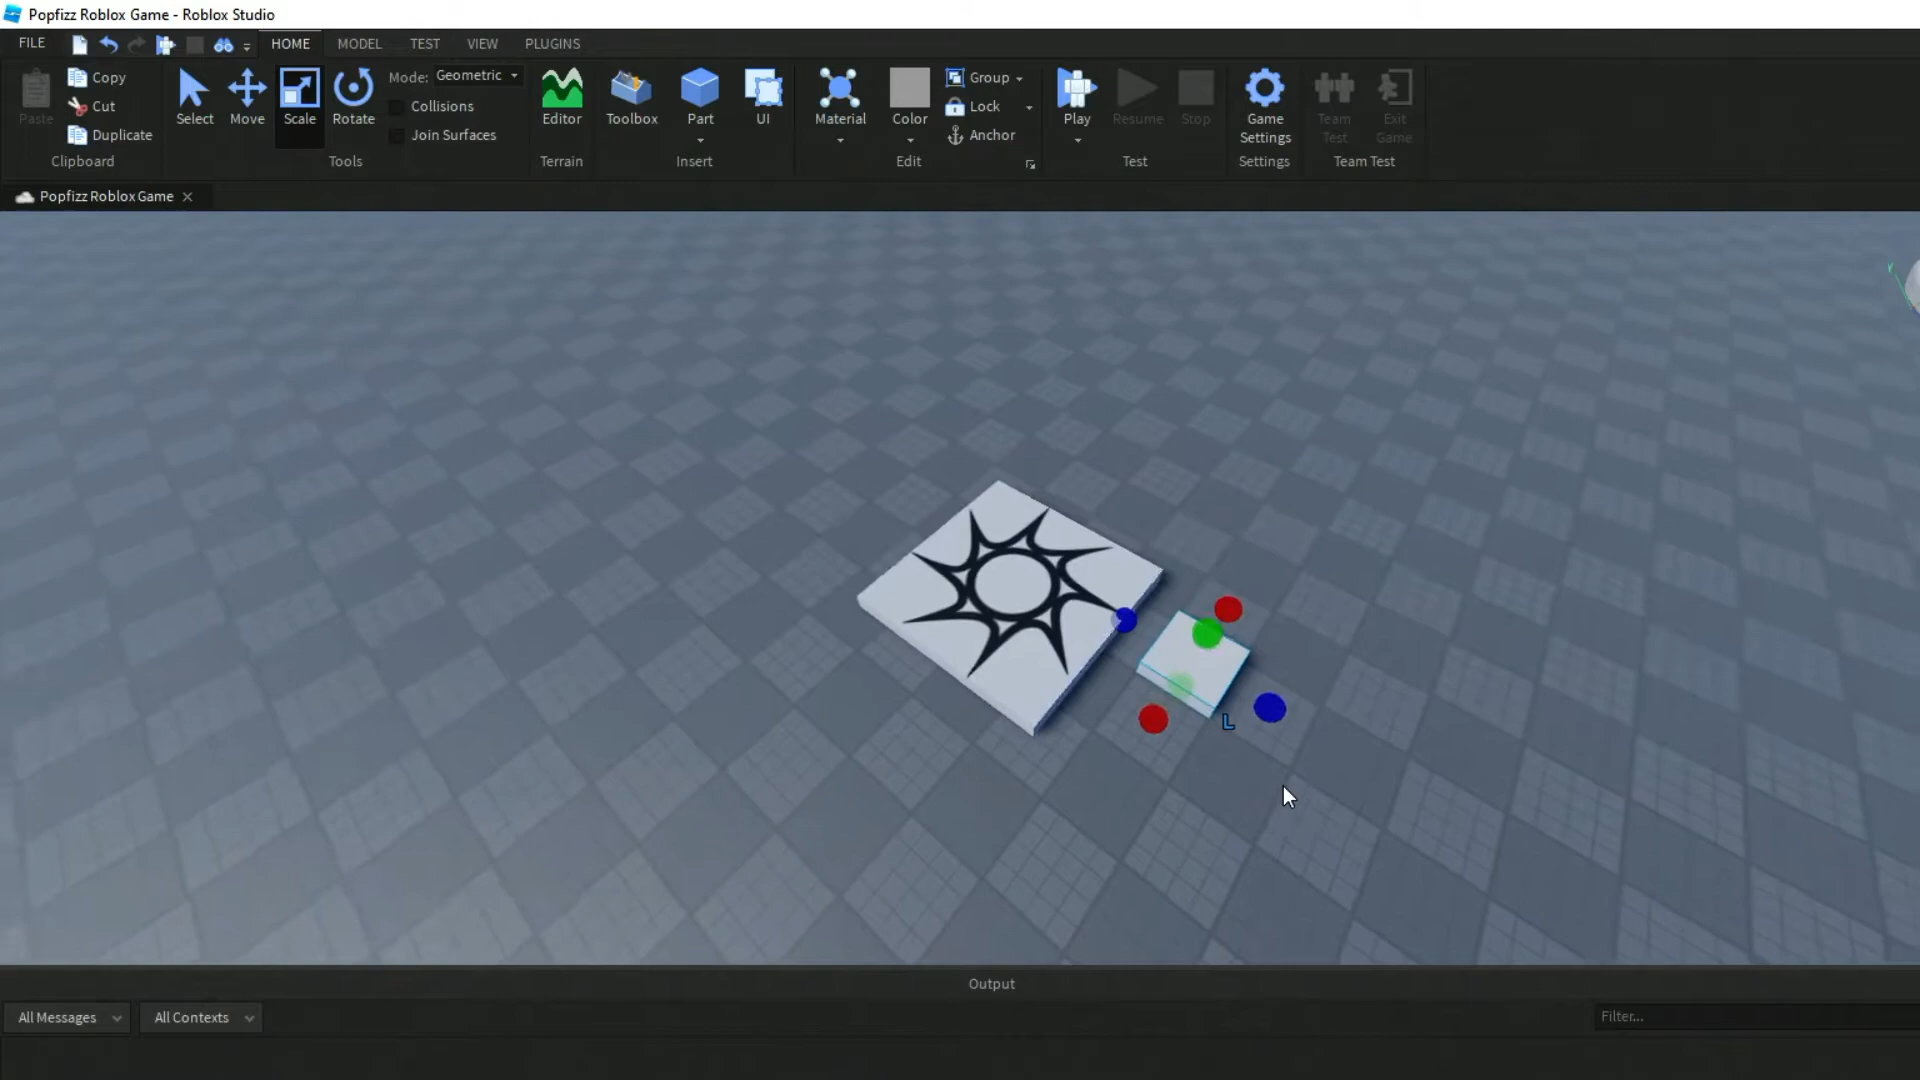 Popfizz Roblox Game - Roblox Studio
FILE HOME MODEL TEST VIEW PLUGINS
Paste
Copy
Cut
Duplicate
Clipboard
Select Move Scale Rotate
Mode: Geometric
Collisions
Join Surfaces
Tools
Editor
Terrain
Toolbox Part UI
Insert
Material Color
Group
Lock
Anchor
Edit
Play Resume Stop
Test
Game
Settings
Settings
Team
Test
Exit
Game
Team Test
Popfizz Roblox Game
Y
L
Output
All Messages All Contexts Filter...